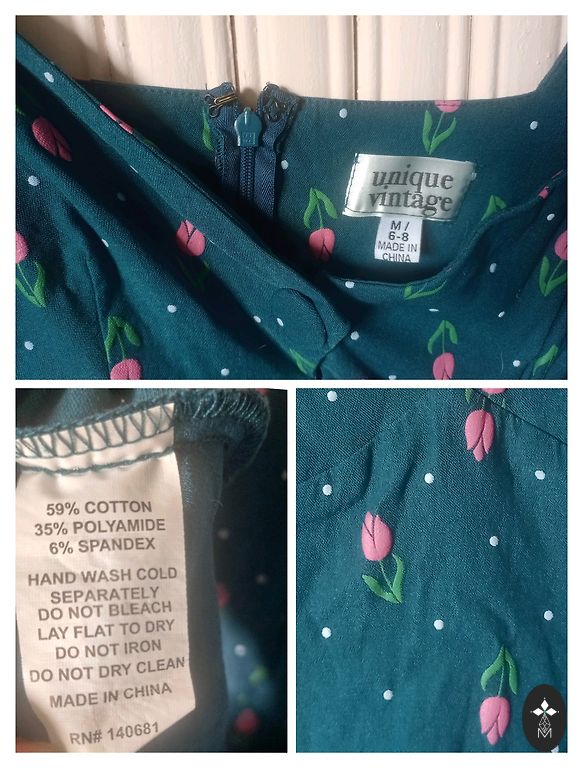 unique
vintage
M /
6-8
MADE IN
CHINA
59% COTTON
35% POLYAMIDE
6% SPANDEX
HAND WASH COLD
SEPARATELY
DO NOT BLEACH
LAY FLAT TO DRY
DO NOT IRON
DO NOT DRY CLEAN
MADE IN CHINA
RN# 140681
M